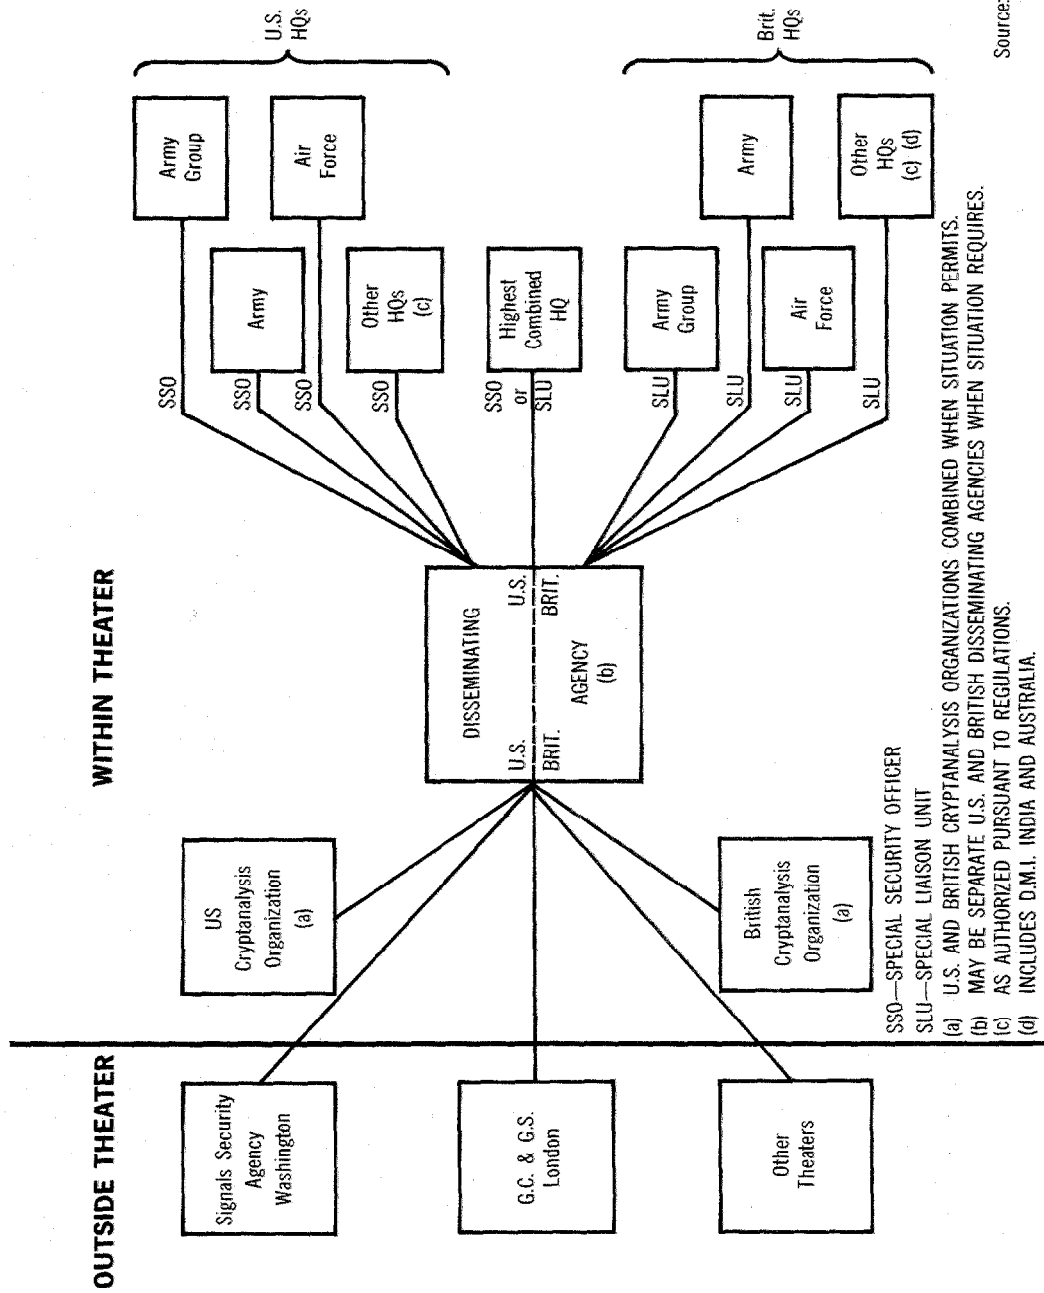 OUTSIDE THEATER
WITHIN THEATER
Signals Security
Agency
Washington
G.C. & G.S.
London
Other
Theaters
US
Cryptanalysis
Organization
(a)
British
Cryptanalysis
Organization
(a)
DISSEMINATING
U.S.
U.S.
BRIT.
BRIT.
AGENCY
(b)
SSO
Army
Group
SSO
Army
SSO
Air
Force
SSO
Other
HQs
(c)
SSO
or
SLU
Highest
Combined
HQ
SLU
Army
Group
SLU
Army
SLU
Air
Force
SLU
Other
HQs
(c) (d)
U.S.
HQs
Brit.
HQs
SSO—SPECIAL SECURITY OFFICER
SLU—SPECIAL LIAISON UNIT
(a) U.S. AND BRITISH CRYPTANALYSIS ORGANIZATIONS COMBINED WHEN SITUATION PERMITS.
(b) MAY BE SEPARATE U.S. AND BRITISH DISSEMINATING AGENCIES WHEN SITUATION REQUIRES.
(c) AS AUTHORIZED PURSUANT TO REGULATIONS.
(d) INCLUDES D.M.I. INDIA AND AUSTRALIA.
Source: